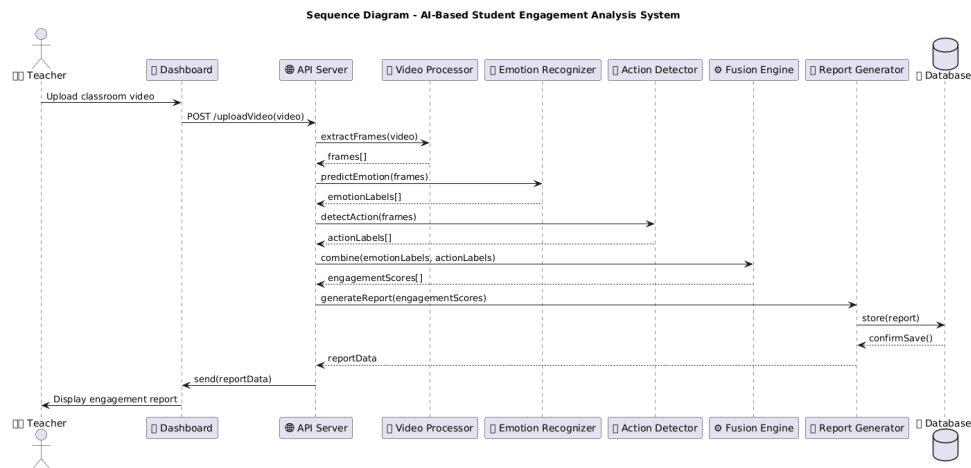 Sequence Diagram - AI-Based Student Engagement Analysis System
Teacher
Dashboard
API Server
Video Processor
Emotion Recognizer
Action Detector
Fusion Engine
Report Generator
Database
Upload classroom video
POST /uploadVideo(video)
extractFrames(video)
frames[]
predictEmotion(frames)
emotionLabels[]
detectAction(frames)
actionLabels[]
combine(emotionLabels, actionLabels)
engagementScores[]
generateReport(engagementScores)
store(report)
confirmSave()
reportData
send(reportData)
Display engagement report
Teacher
Dashboard
API Server
Video Processor
Emotion Recognizer
Action Detector
Fusion Engine
Report Generator
Database